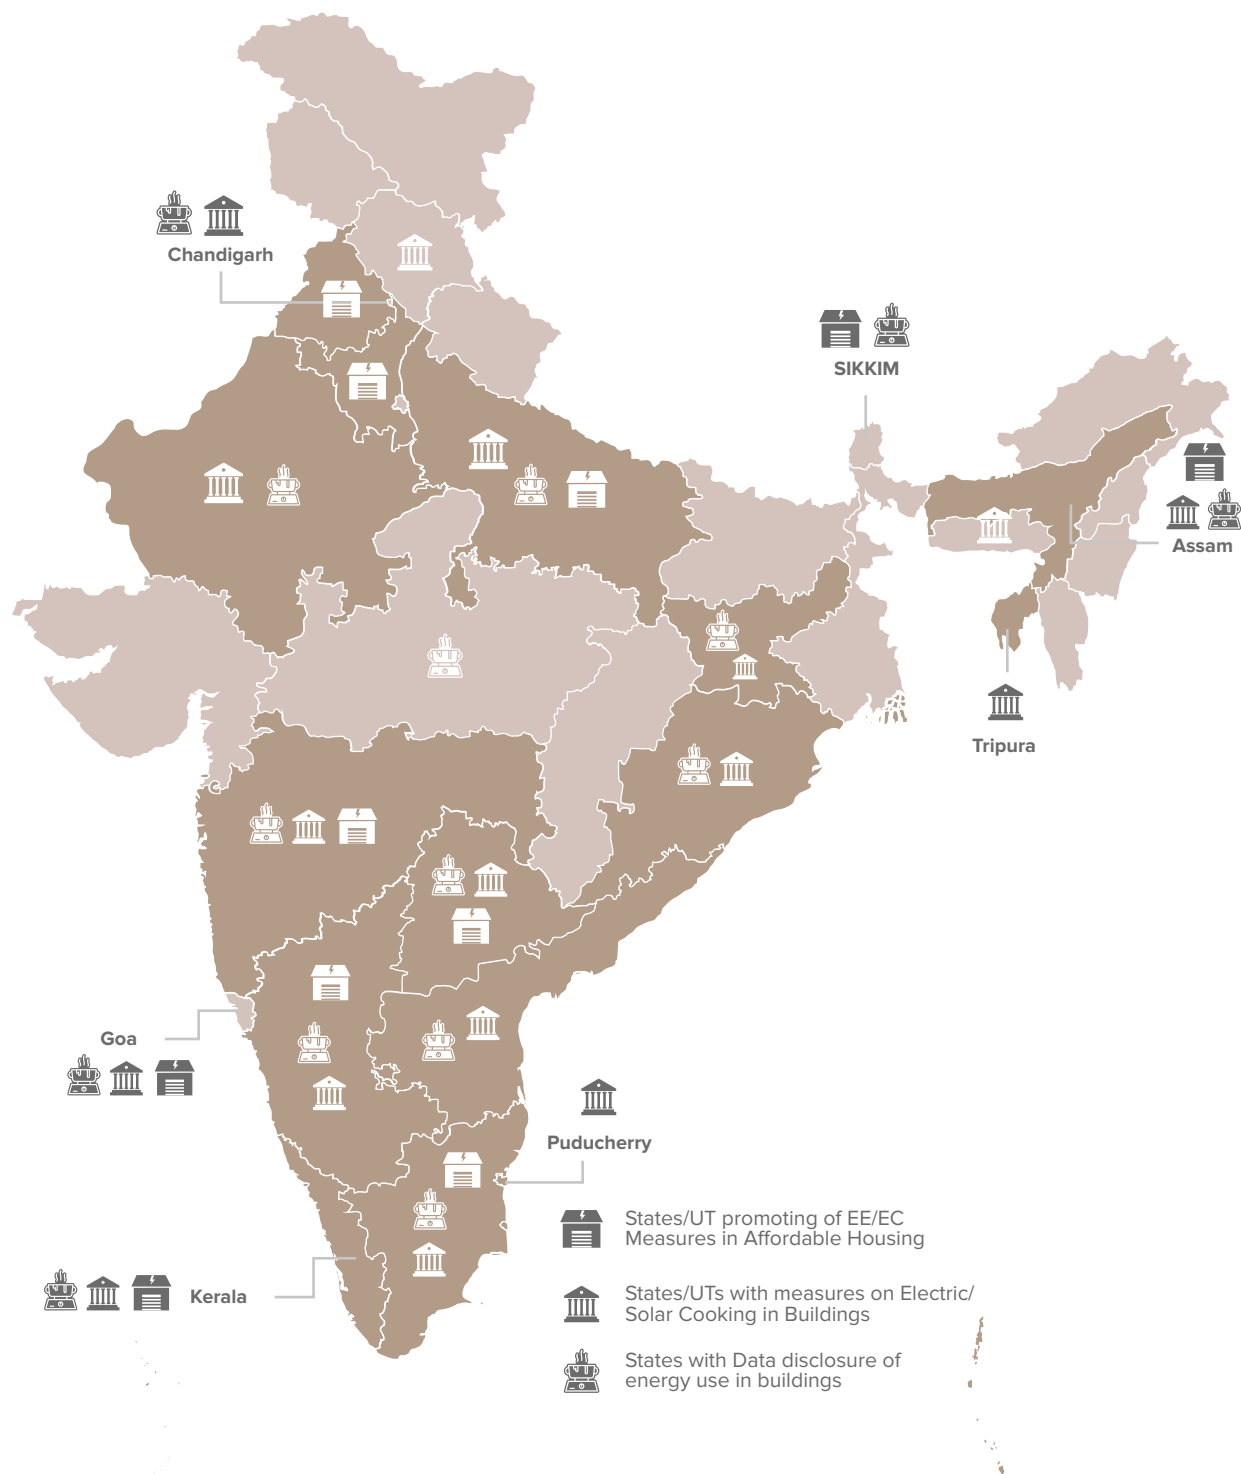 Chandigarh
SIKKIM
Assam
Tripura
Goa
Puducherry
States/UT promoting of EE/EC
Measures in Affordable Housing
Kerala
States/UTs with measures on Electric/
Solar Cooking in Buildings
States with Data disclosure of
energy use in buildings